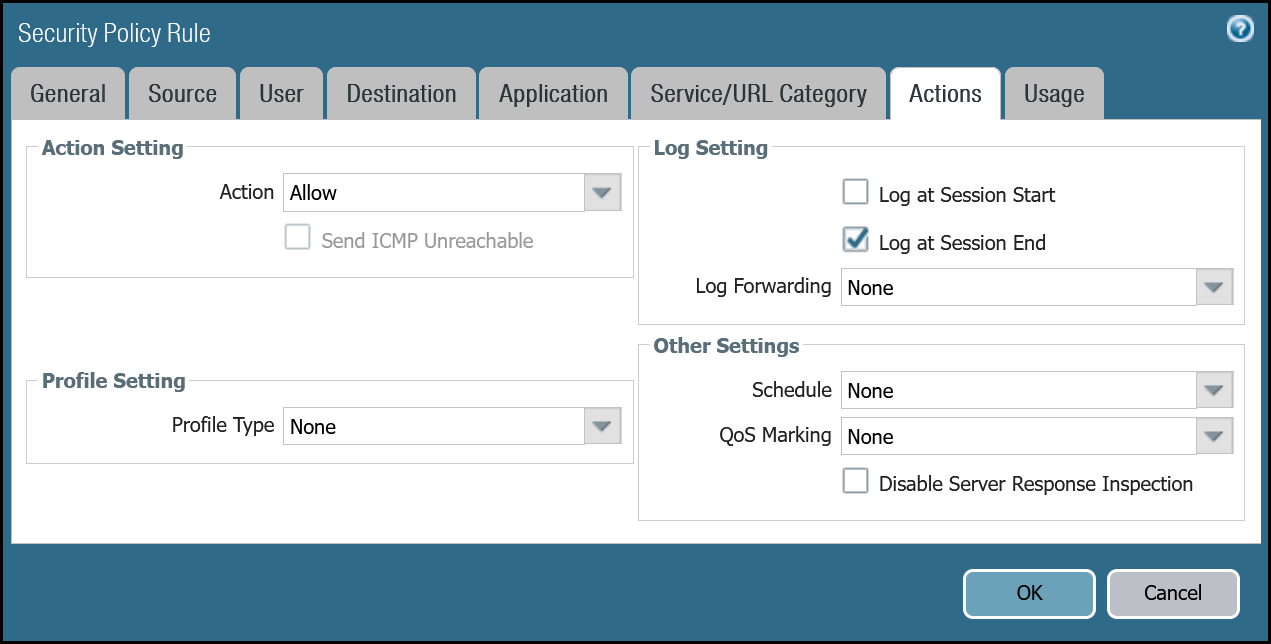 Security Policy Rule
?
General Source User Destination Application Service/URL Category Actions Usage
Action Setting
Action Allow
Send ICMP Unreachable
Profile Setting
Profile Type None
Log Setting
Log at Session Start
Log at Session End
Log Forwarding None
Other Settings
Schedule None
QoS Marking None
Disable Server Response Inspection
OK Cancel